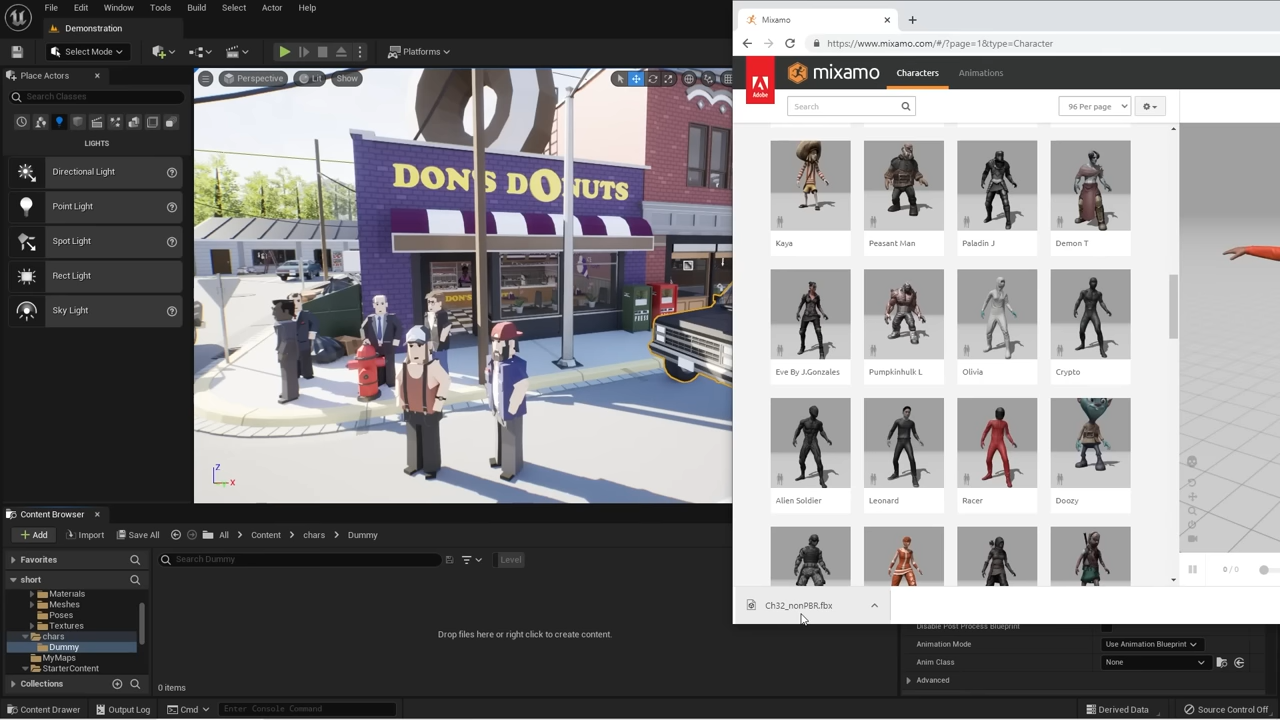 File Edit Window Tools Build Select Actor Help
Demonstration
Select Mode
Platforms
Place Actors
Search Classes
LIGHTS
Directional Light
Point Light
Spot Light
Rect Light
Sky Light
Perspective Lit Show
DON'S DONUTS
DON'S
Z
X
Mixamo
https://www.mixamo.com/#/?page=1&type=Character
Adobe
mixamo Characters Animations
Search
96 Per page
Kaya Peasant Man Paladin J Demon T
Eve By J.Gonzales Pumpkinhulk L Olivia Crypto
Alien Soldier Leonard Racer Doozy
0 / 0
Ch32_nonPBR.fbx
Content Browser
Add Import Save All All Content chars Dummy
Favorites
Search Dummy
Level
short
Materials
Meshes
Poses
Textures
chars
Dummy
MyMaps
StarterContent
Collections
Drop files here or right click to create content.
0 items
Disable Post Process Blueprint
Animation Mode Use Animation Blueprint
Anim Class None
Advanced
Content Drawer Output Log Cmd Enter Console Command
Derived Data Source Control Off